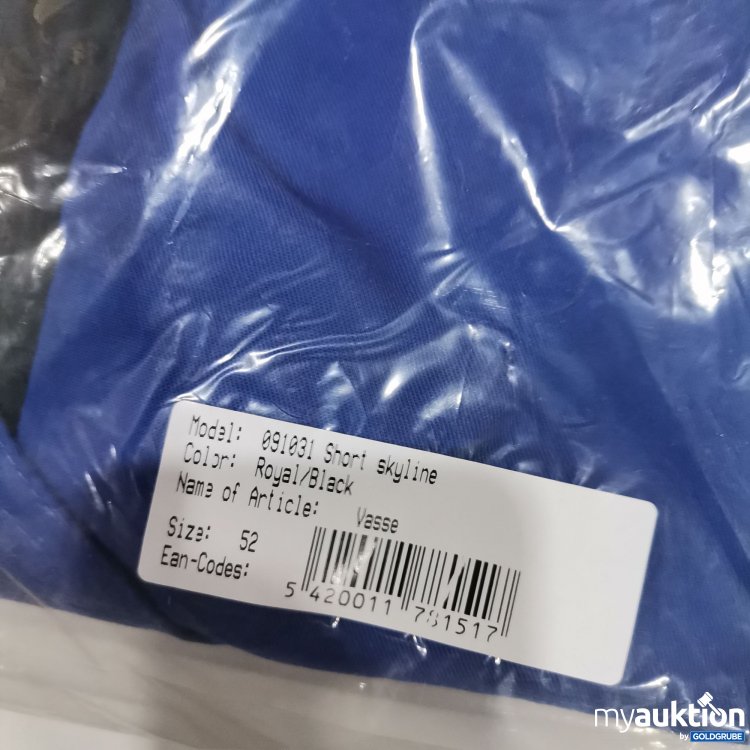 Model: 091031 Short skyline
Color: Royal/Black
Name of Article: Vasse
Size: 52
Ean-Codes:
5 420011 781517
myauktion
by GOLDGRUBE